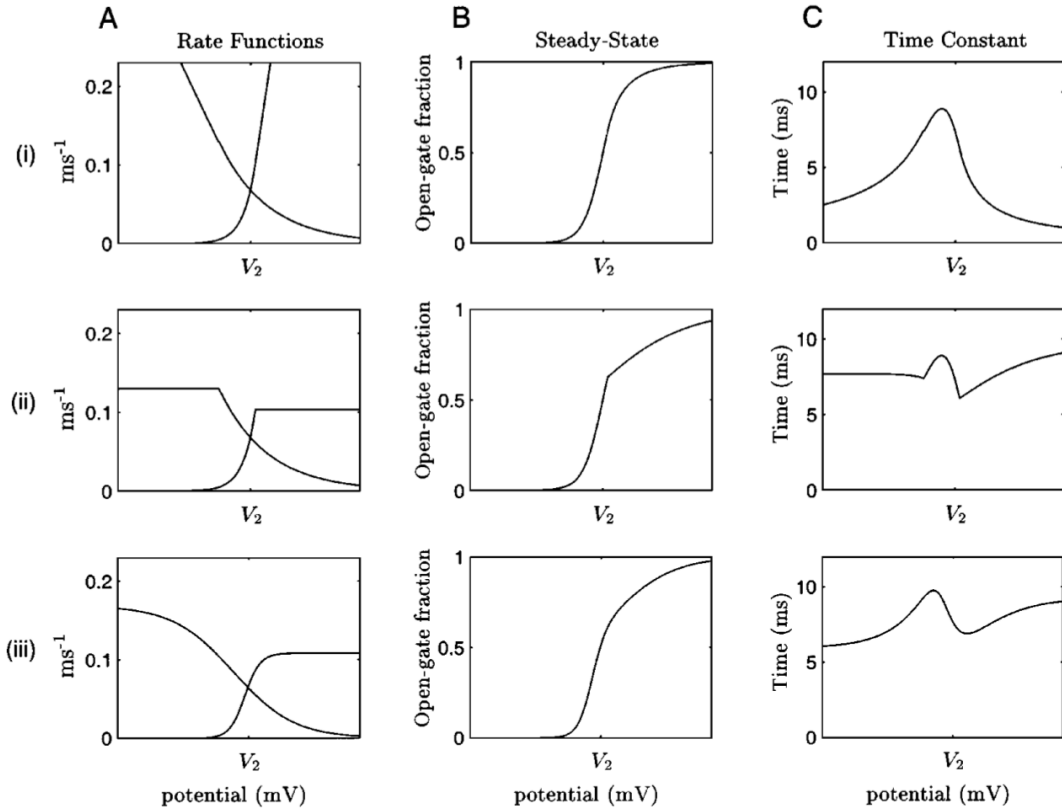 A
B
C
Rate Functions
Steady-State
Time Constant
(i)
ms⁻¹
0.2
0.1
0
V₂
Open-gate fraction
1
0.5
0
V₂
Time (ms)
10
5
0
V₂
(ii)
ms⁻¹
0.2
0.1
0
V₂
Open-gate fraction
1
0.5
0
V₂
Time (ms)
10
5
0
V₂
(iii)
ms⁻¹
0.2
0.1
0
V₂
potential (mV)
Open-gate fraction
1
0.5
0
V₂
potential (mV)
Time (ms)
10
5
0
V₂
potential (mV)